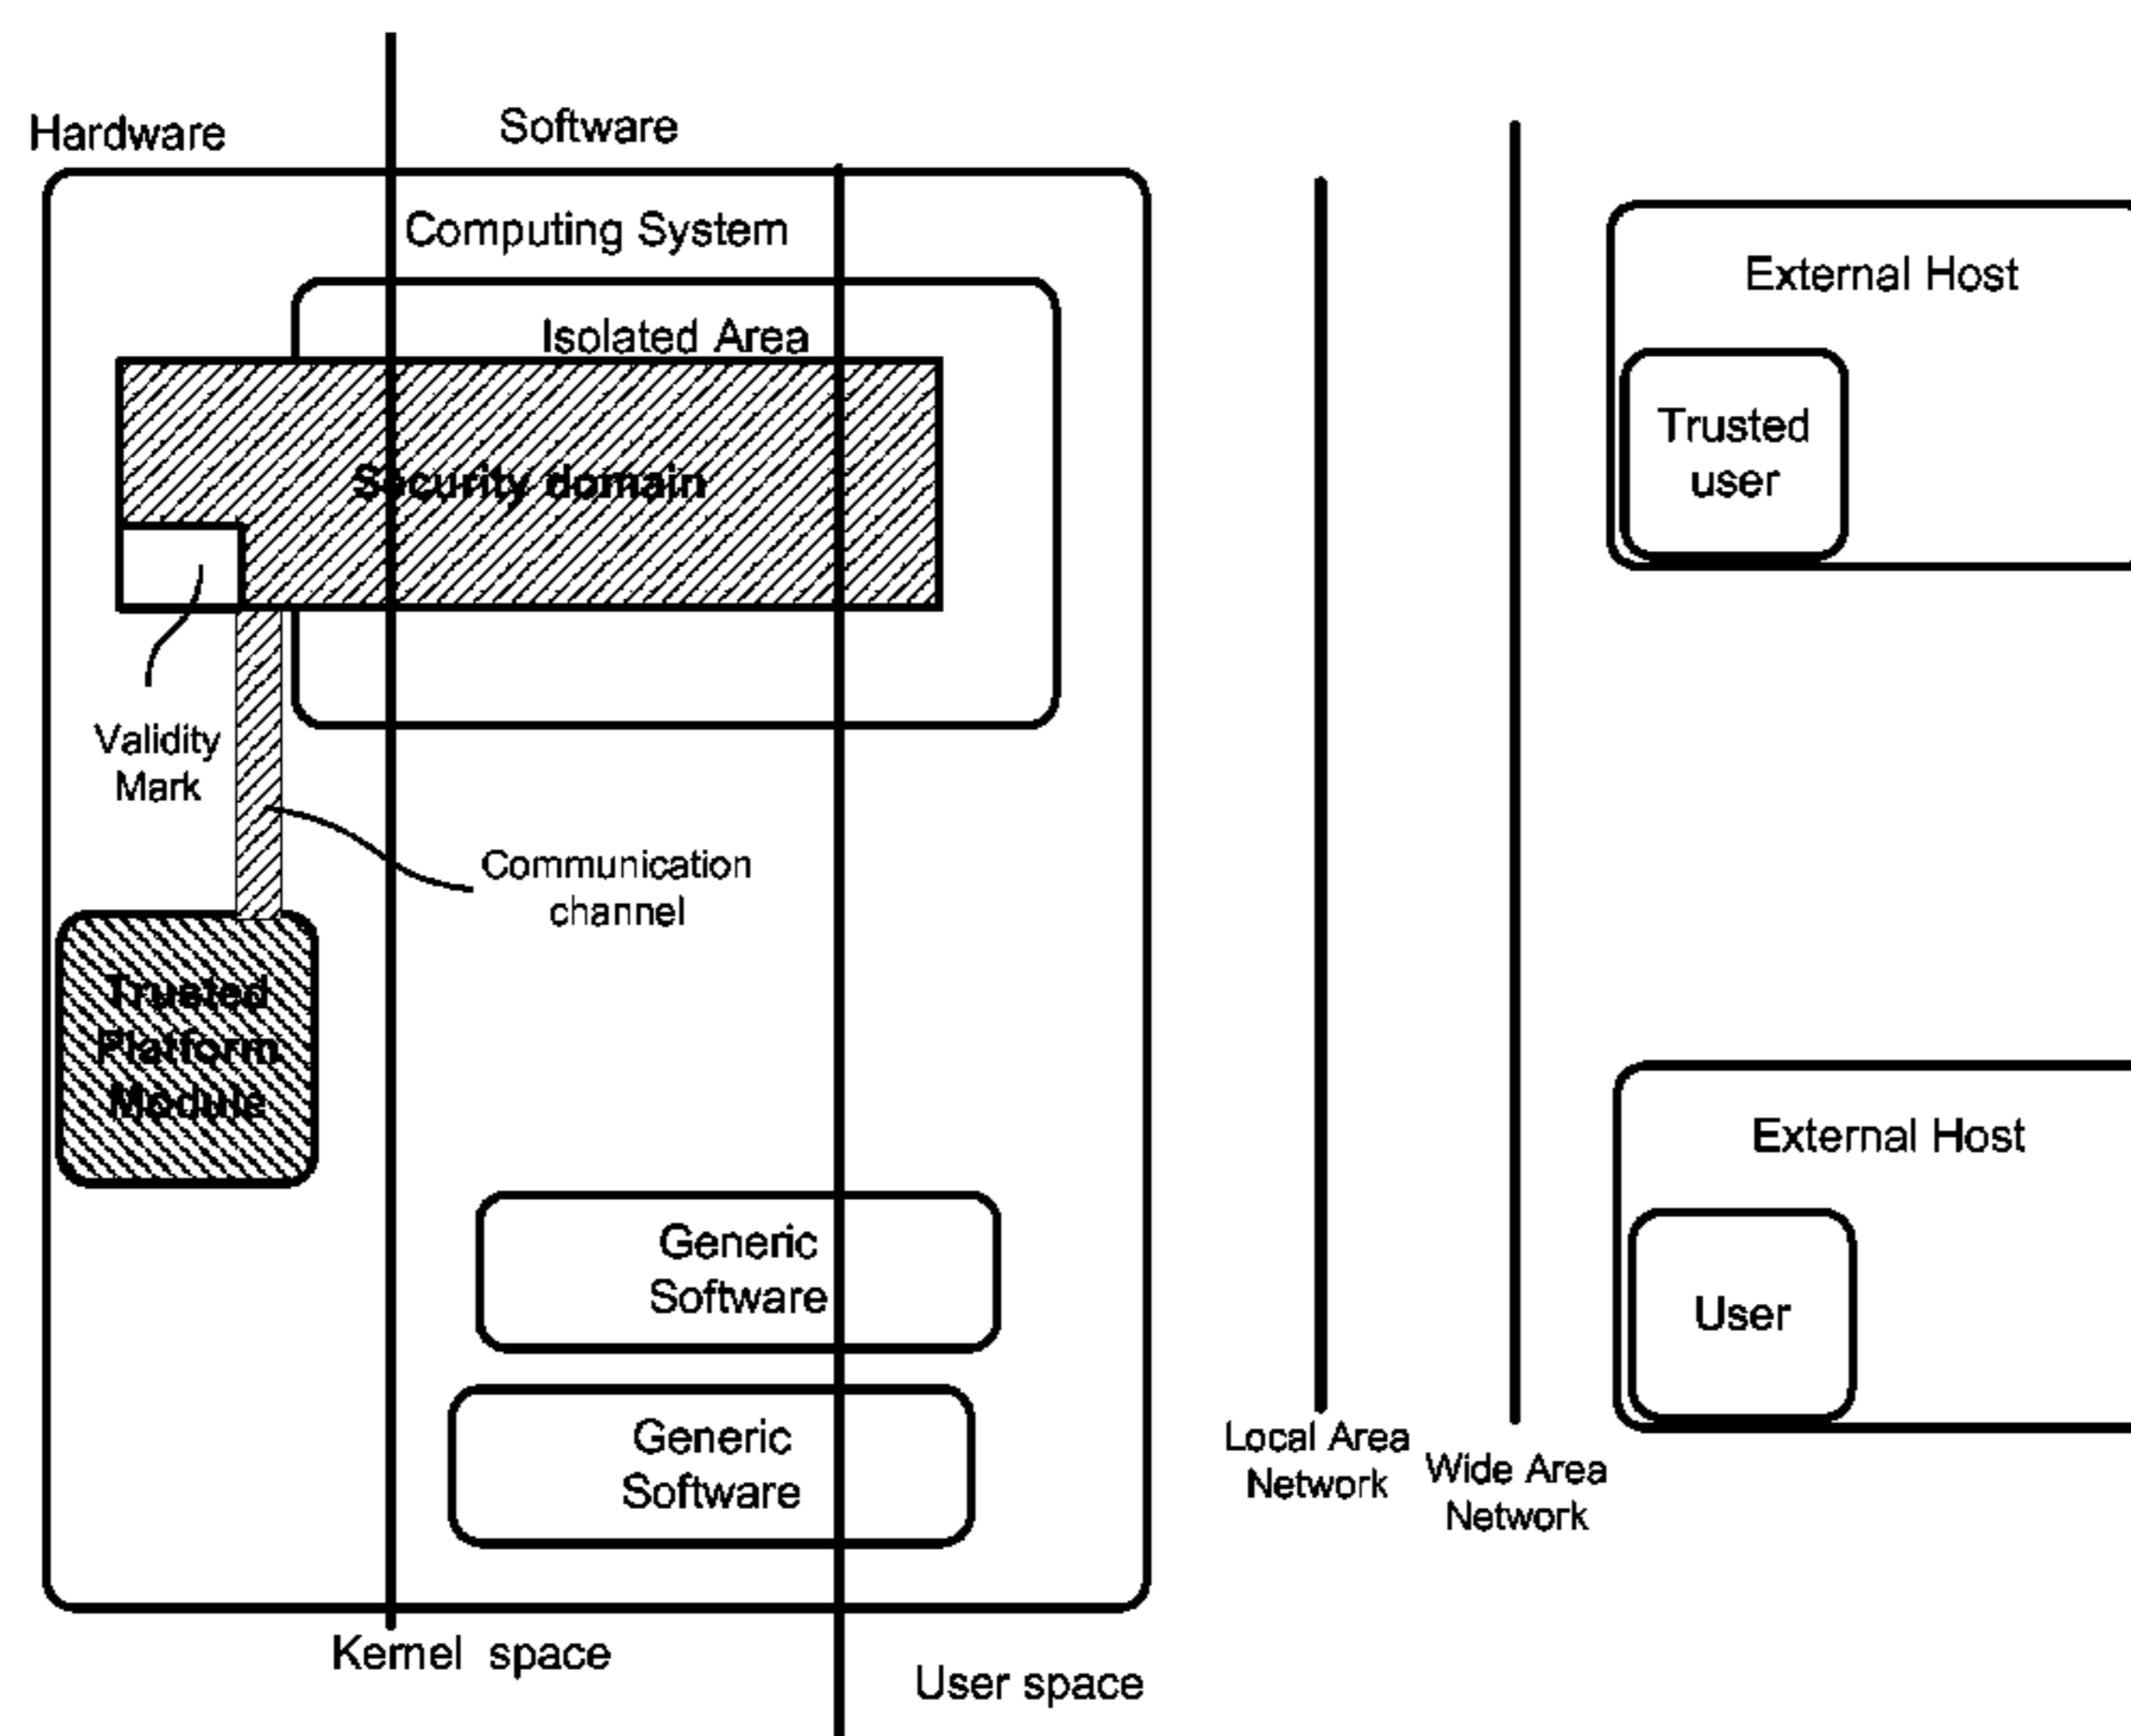 Hardware
Software
Computing System
Isolated Area
Security domain
Validity
Mark
Communication
channel
Trusted
Platform
Module
Generic
Software
Generic
Software
Kernel space
User space
Local Area
Network
Wide Area
Network
External Host
Trusted
user
External Host
User